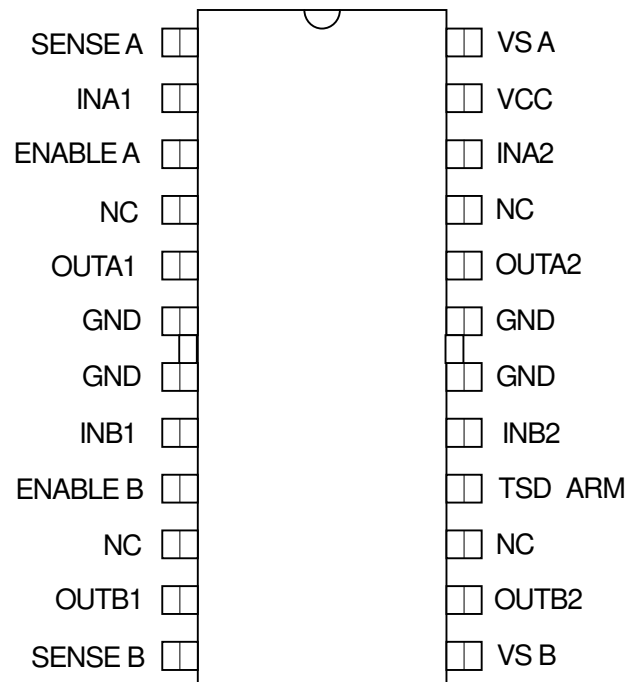 SENSE A VS A
INA1 VCC
ENABLE A INA2
NC NC
OUTA1 OUTA2
GND GND
GND GND
INB1 INB2
ENABLE B TSD ARM
NC NC
OUTB1 OUTB2
SENSE B VS B